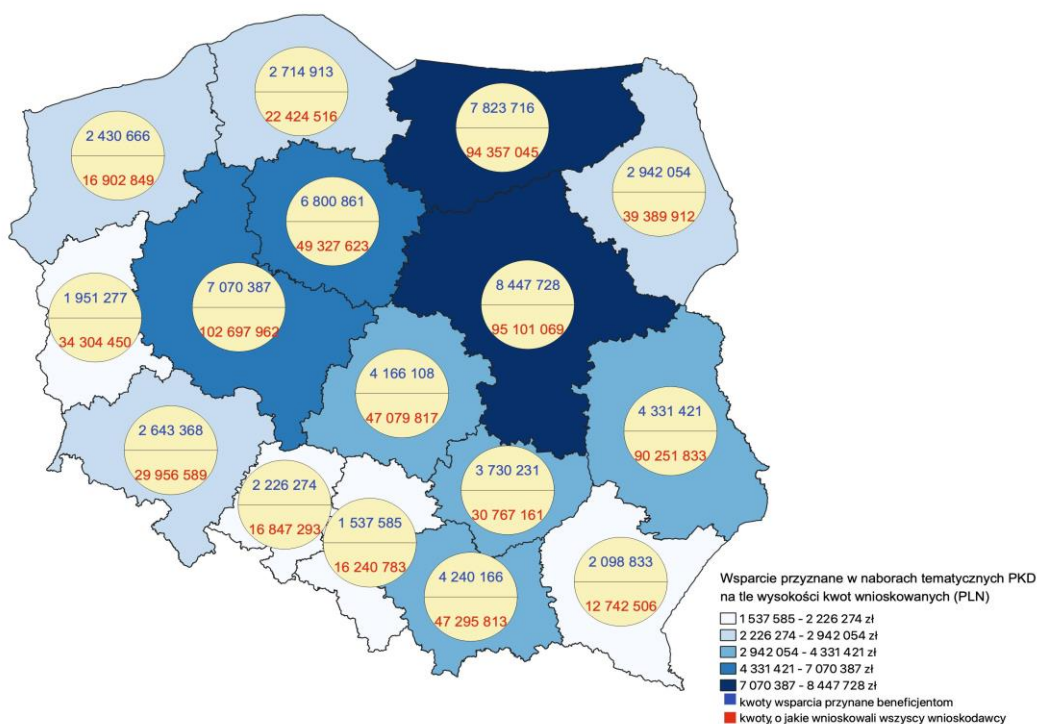 2 714 913
22 424 516
7 823 716
94 357 045
2 430 666
16 902 849
2 942 054
39 389 912
6 800 861
49 327 623
1 951 277
34 304 450
7 070 387
102 697 962
8 447 728
95 101 069
4 166 108
47 079 817
4 331 421
90 251 833
2 643 368
29 956 589
2 226 274
16 847 293
3 730 231
30 767 161
1 537 585
16 240 783
4 240 166
47 295 813
2 098 833
12 742 506
Wsparcie przyznane w naborach tematycznych PKD
na tle wysokości kwot wnioskowanych (PLN)
1 537 585 - 2 226 274 zł
2 226 274 - 2 942 054 zł
2 942 054 - 4 331 421 zł
4 331 421 - 7 070 387 zł
7 070 387 - 8 447 728 zł
kwoty wsparcia przynane beneficjentom
kwoty, o jakie wnioskowali wszyscy wnioskodawcy